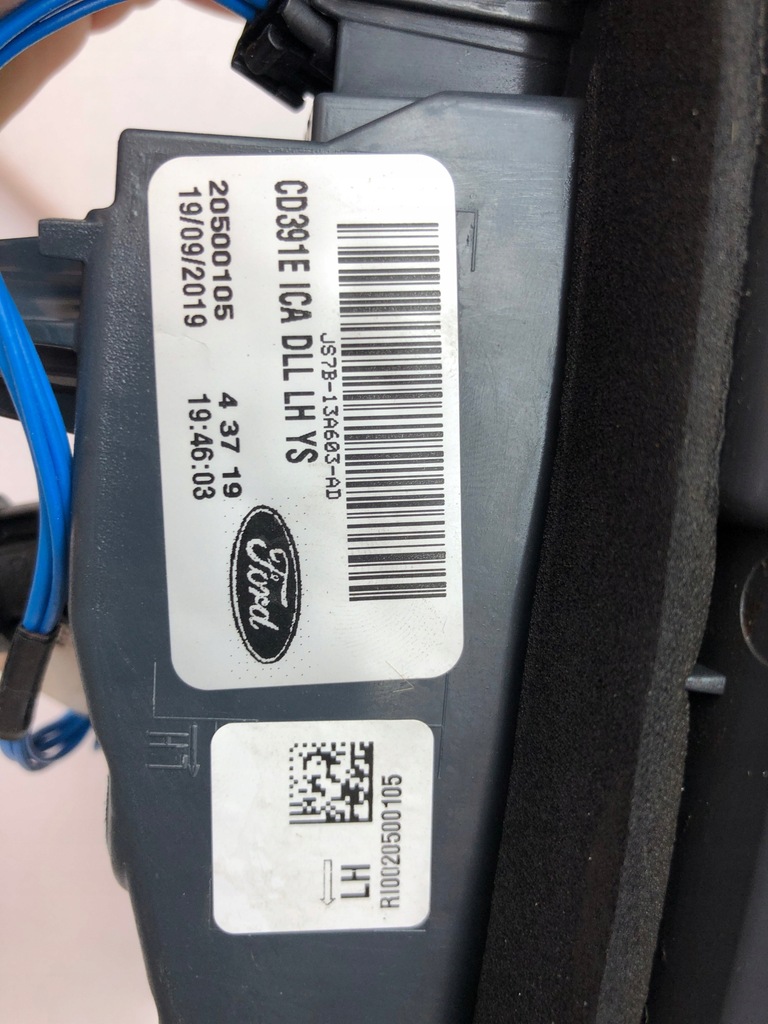 JS7B-13A603-AD
CD391E ICA DLL LH YS
20500105 4 37 19
19/09/2019 19:46:03
Ford
LH
RI0020500105
LH